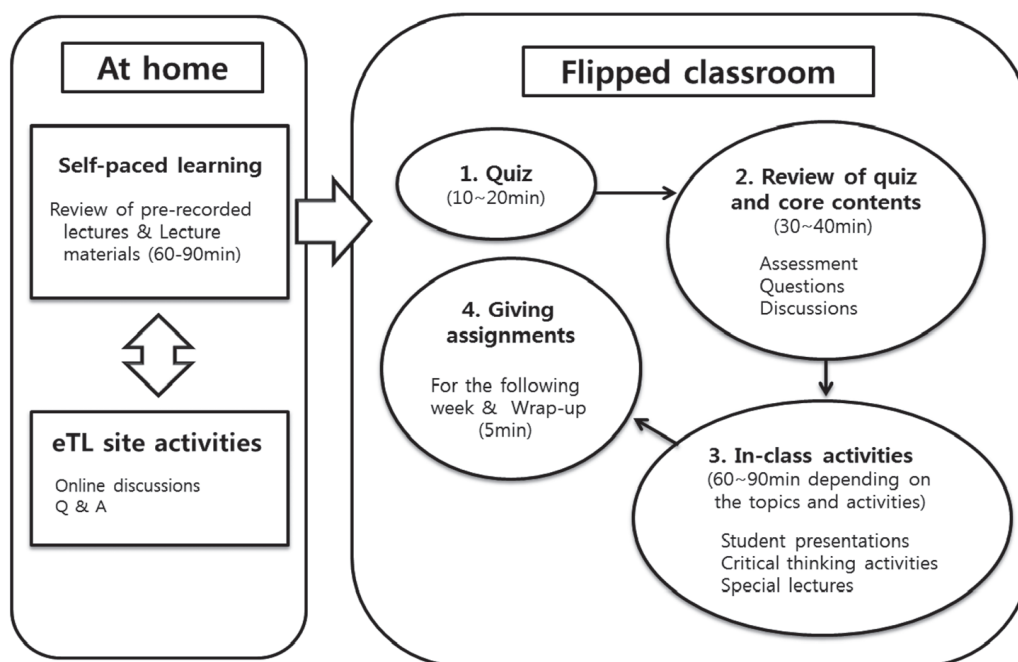 At home
Self-paced learning
Review of pre-recorded
lectures & Lecture
materials (60-90min)
eTL site activities
Online discussions
Q & A
Flipped classroom
1. Quiz
(10~20min)
2. Review of quiz
and core contents
(30~40min)
Assessment
Questions
Discussions
3. In-class activities
(60~90min depending on
the topics and activities)
Student presentations
Critical thinking activities
Special lectures
4. Giving
assignments
For the following
week & Wrap-up
(5min)